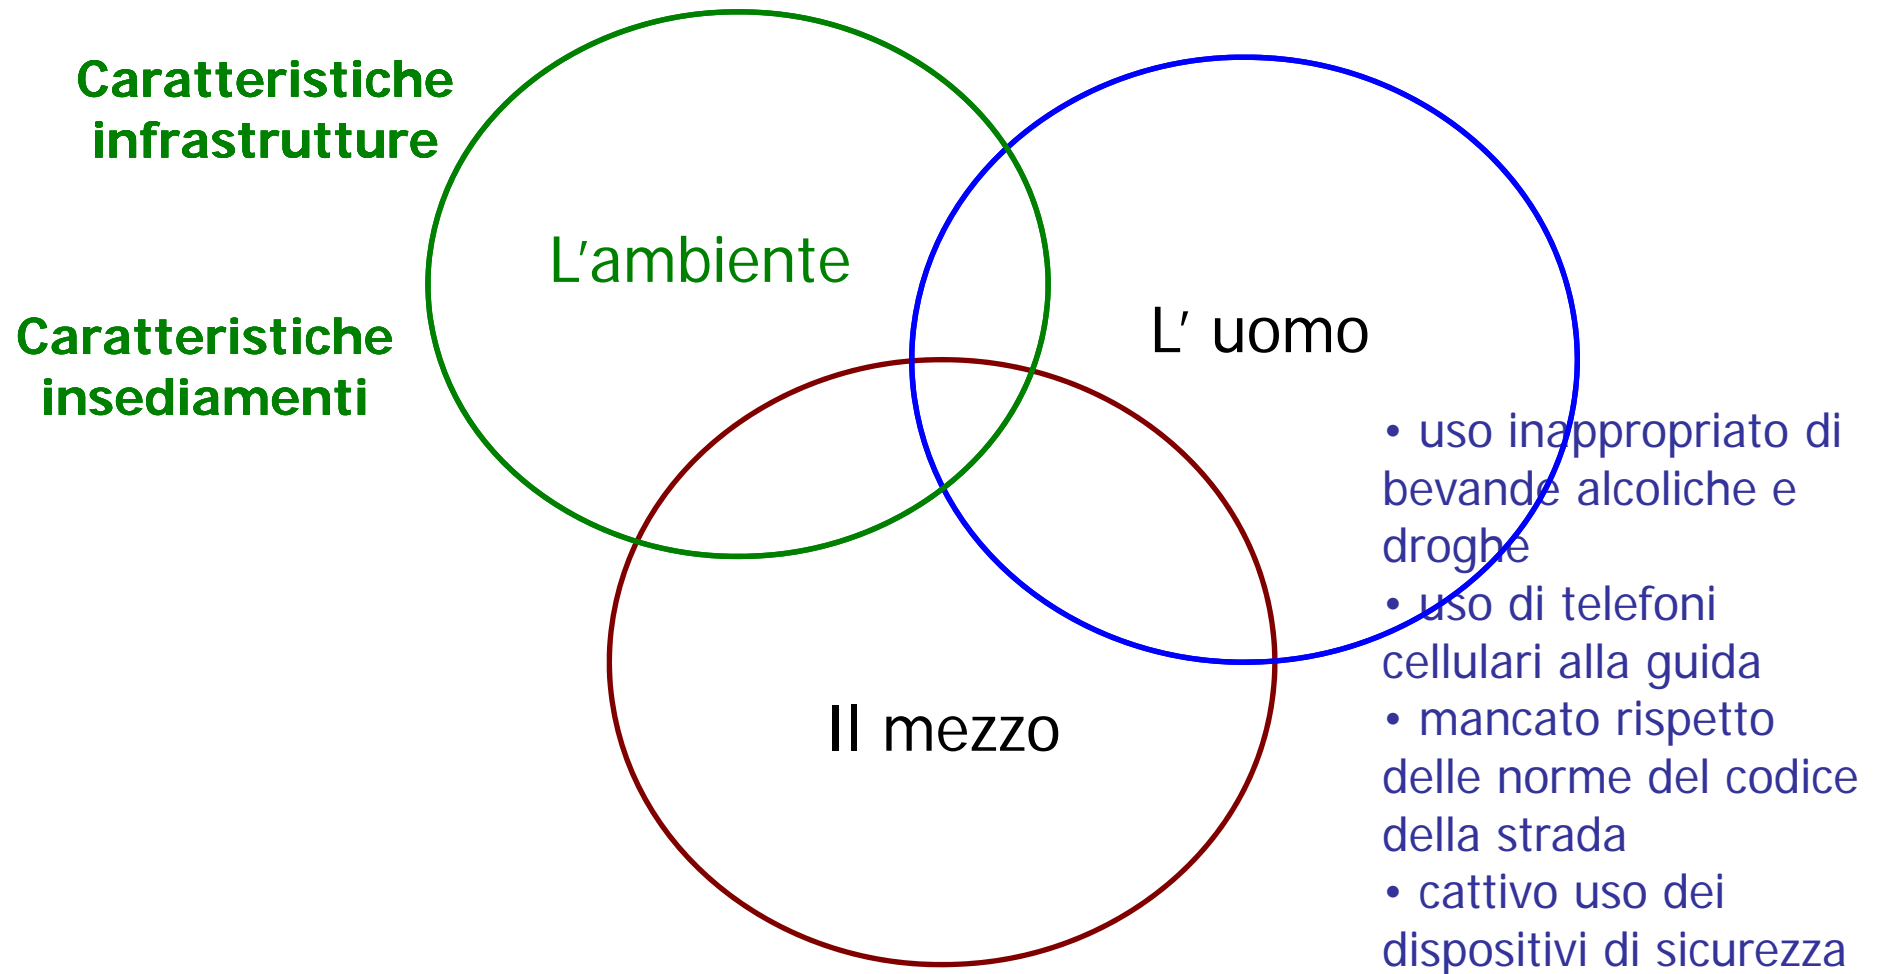 Caratteristiche
infrastrutture
L'ambiente
Caratteristiche
insediamenti
L' uomo
• uso inappropriato di
bevande alcoliche e
droghe
• uso di telefoni
cellulari alla guida
• mancato rispetto
delle norme del codice
della strada
• cattivo uso dei
dispositivi di sicurezza
Il mezzo